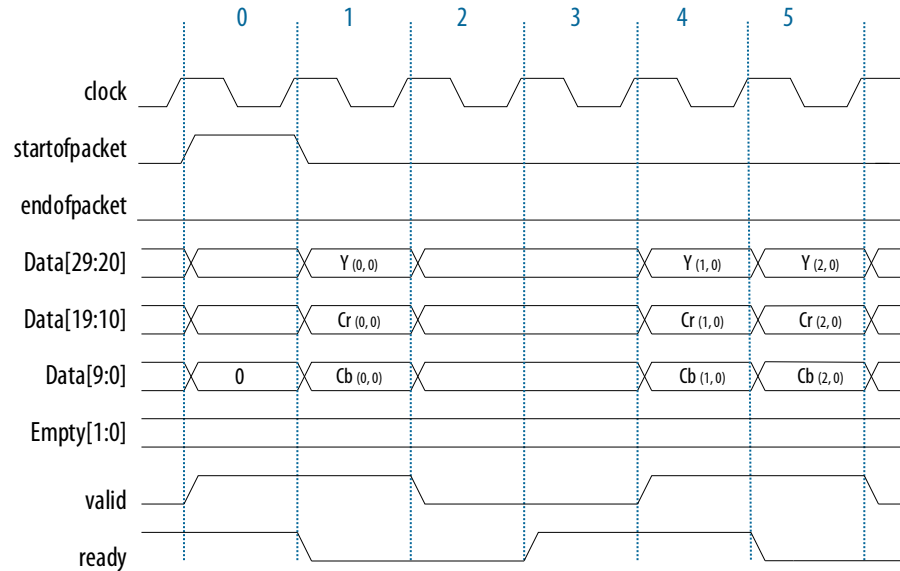 0 1 2 3 4 5
clock
startofpacket
endofpacket
Data[29:20] Y (0, 0) Y (1, 0) Y (2, 0)
Data[19:10] Cr (0, 0) Cr (1, 0) Cr (2, 0)
Data[9:0] 0 Cb (0, 0) Cb (1, 0) Cb (2, 0)
Empty[1:0]
valid
ready